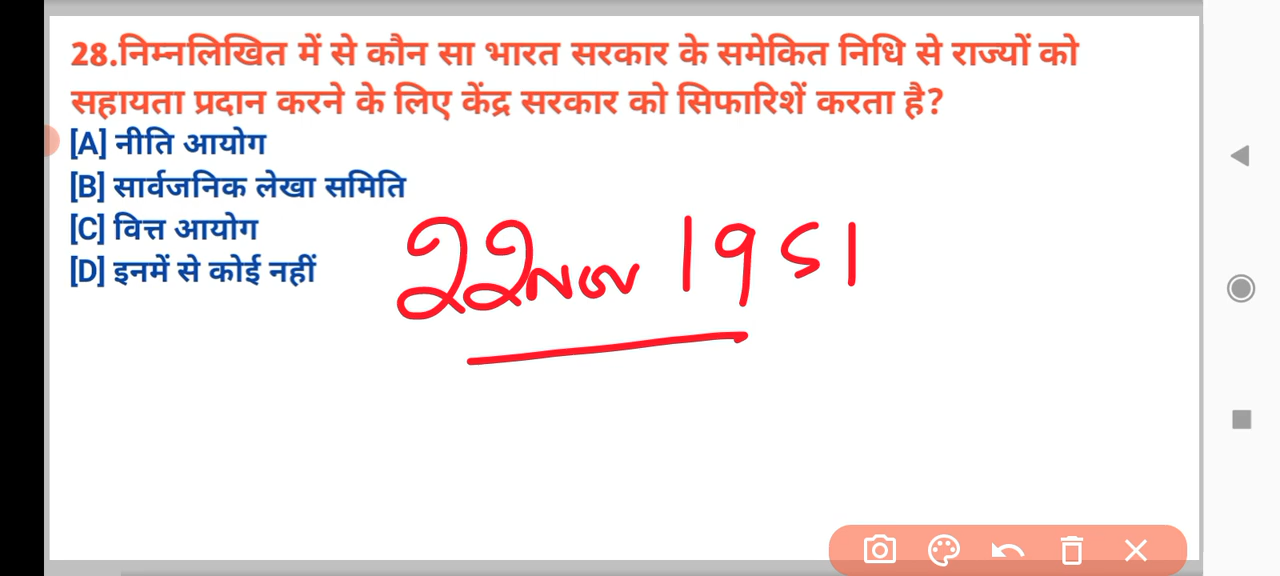 28.निम्नलिखित में से कौन सा भारत सरकार के समेकित निधि से राज्यों को
सहायता प्रदान करने के लिए केंद्र सरकार को सिफारिशें करता है?
[A] नीति आयोग
[B] सार्वजनिक लेखा समिति
[C] वित्त आयोग
[D] इनमें से कोई नहीं
22 Nov 1951